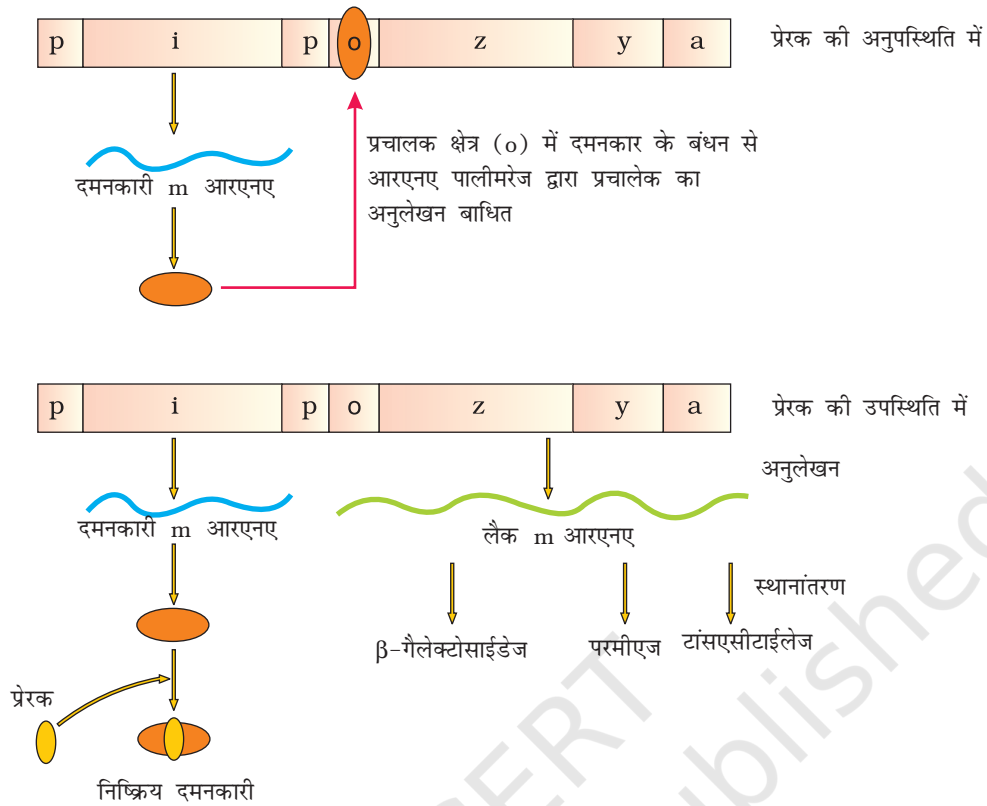 p i p o z y a प्रेरक की अनुपस्थिति में
प्रचालक क्षेत्र (o) में दमनकार के बंधन से
आरएनए पालीमरेज द्वारा प्रचालेक का
अनुलेखन बाधित
दमनकारी m आरएनए
p i p o z y a प्रेरक की उपस्थिति में
अनुलेखन
दमनकारी m आरएनए
लैक m आरएनए
स्थानांतरण
β-गैलेक्टोसाईडेज परमीएज टांसएसीटाईलेज
प्रेरक
निष्क्रिय दमनकारी